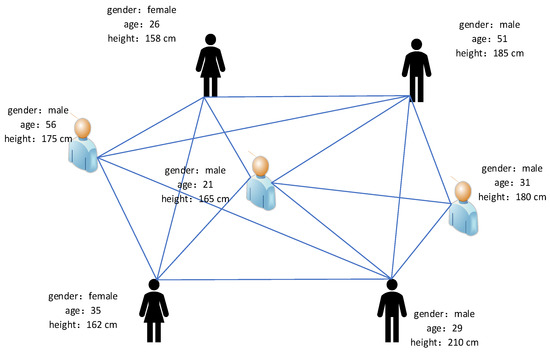 gender: female
age: 26
height: 158 cm
gender: male
age: 51
height: 185 cm
gender: male
age: 56
height: 175 cm
gender: male
age: 21
height: 165 cm
gender: male
age: 31
height: 180 cm
gender: female
age: 35
height: 162 cm
gender: male
age: 29
height: 210 cm